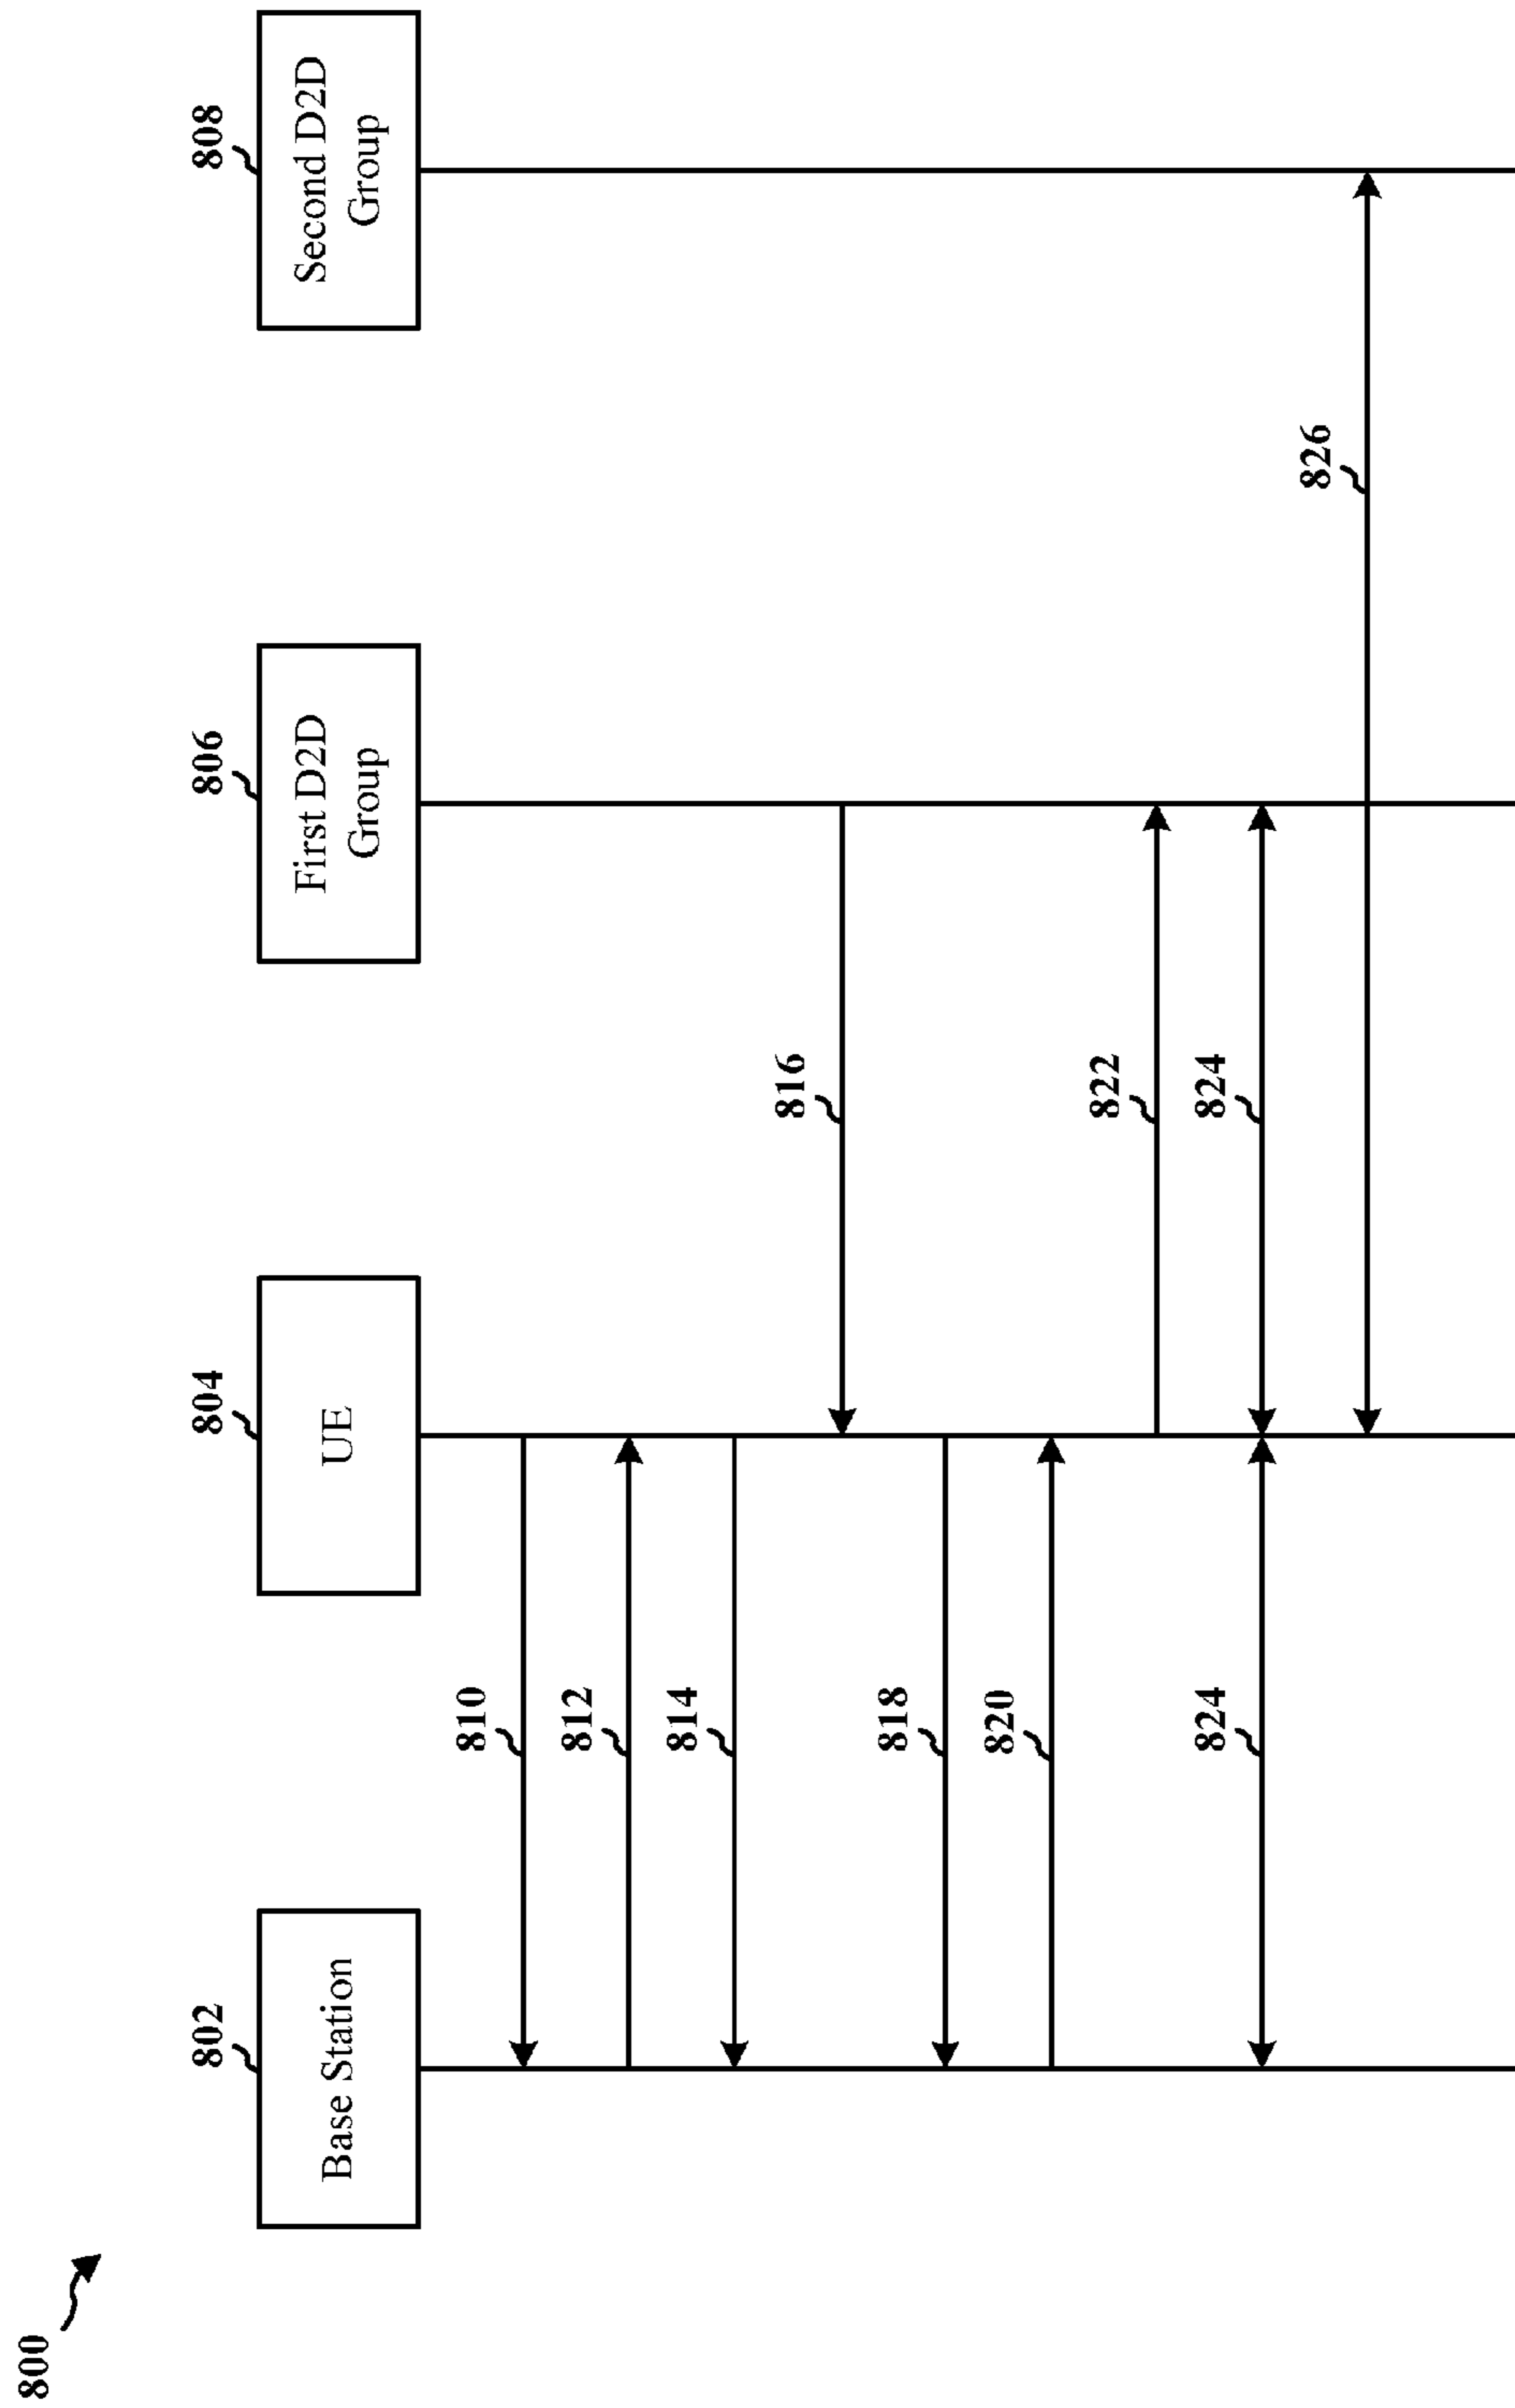 800
802
Base Station
804
UE
806
First D2D
Group
808
Second D2D
Group
810
812
814
816
818
820
822
824
824
826